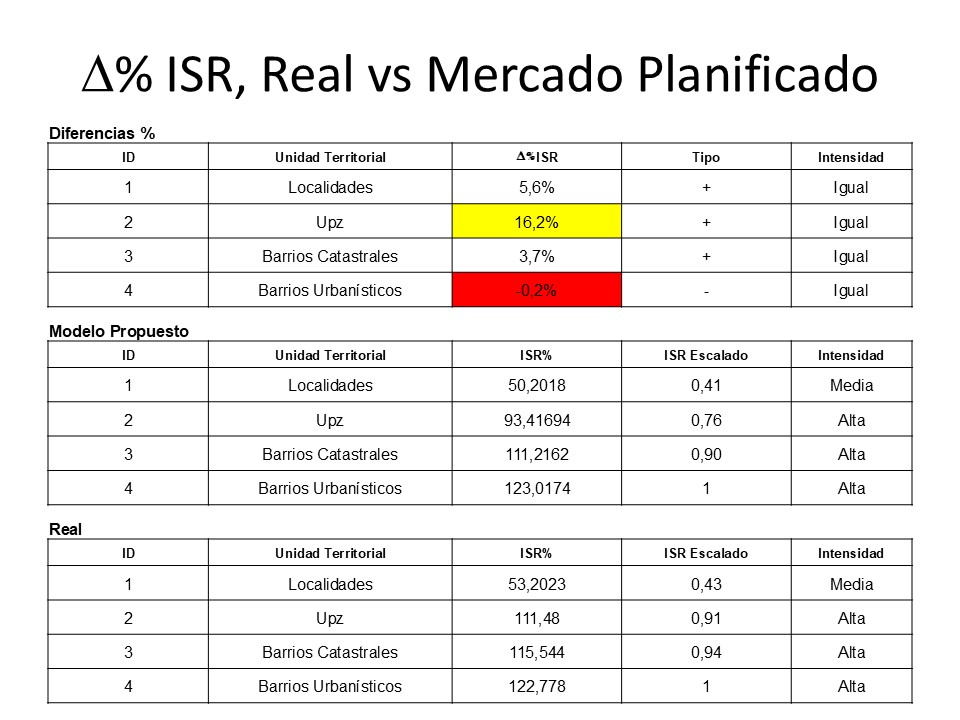 Δ% ISR, Real vs Mercado Planificado
Diferencias %
ID Unidad Territorial Δ%ISR Tipo Intensidad
1 Localidades 5,6% + Igual
2 Upz 16,2% + Igual
3 Barrios Catastrales 3,7% + Igual
4 Barrios Urbanísticos -0,2% - Igual
Modelo Propuesto
ID Unidad Territorial ISR% ISR Escalado Intensidad
1 Localidades 50,2018 0,41 Media
2 Upz 93,41694 0,76 Alta
3 Barrios Catastrales 111,2162 0,90 Alta
4 Barrios Urbanísticos 123,0174 1 Alta
Real
ID Unidad Territorial ISR% ISR Escalado Intensidad
1 Localidades 53,2023 0,43 Media
2 Upz 111,48 0,91 Alta
3 Barrios Catastrales 115,544 0,94 Alta
4 Barrios Urbanísticos 122,778 1 Alta